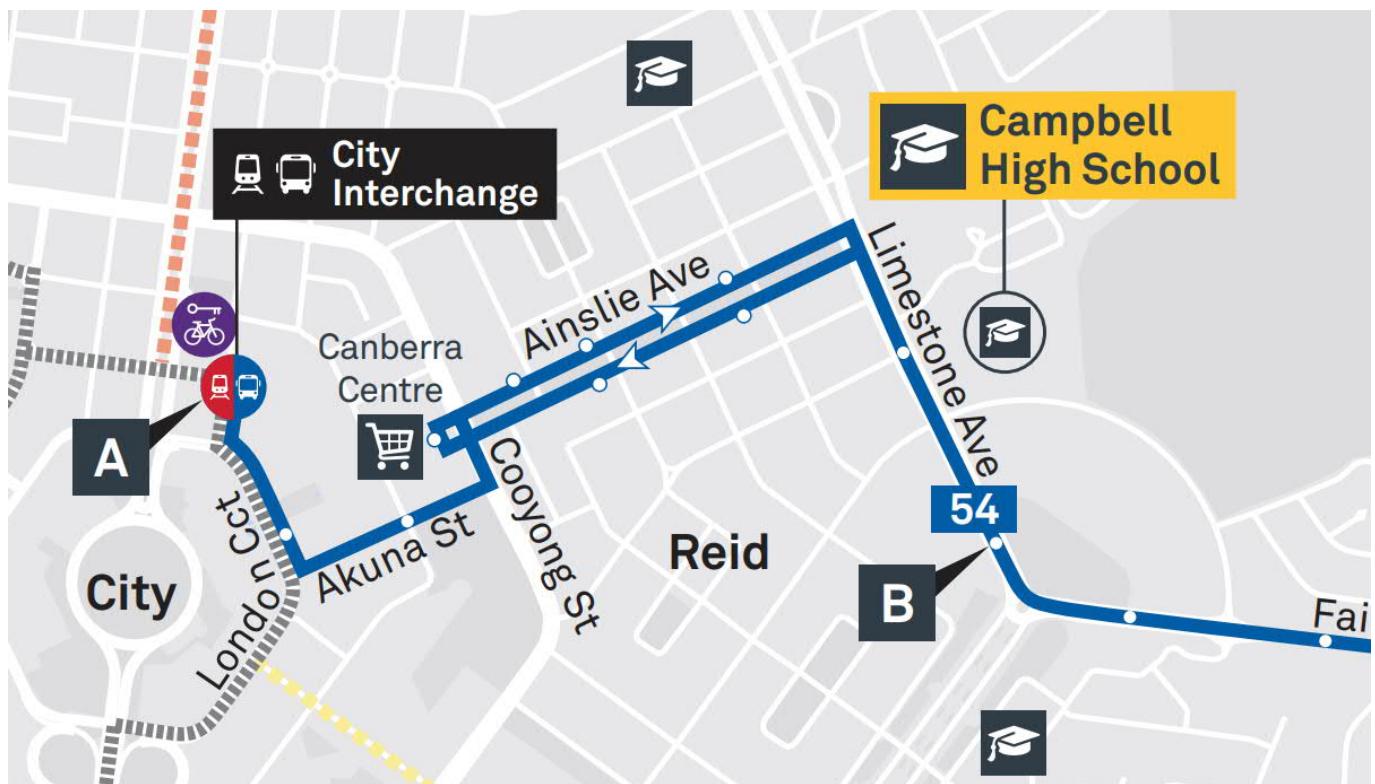 City
Interchange
Campbell
High School
Ainslie Ave
Limestone Ave
Canberra
Centre
A
Cooyong St
54
Akuna St
Reid
London Cct
City
B
Fai